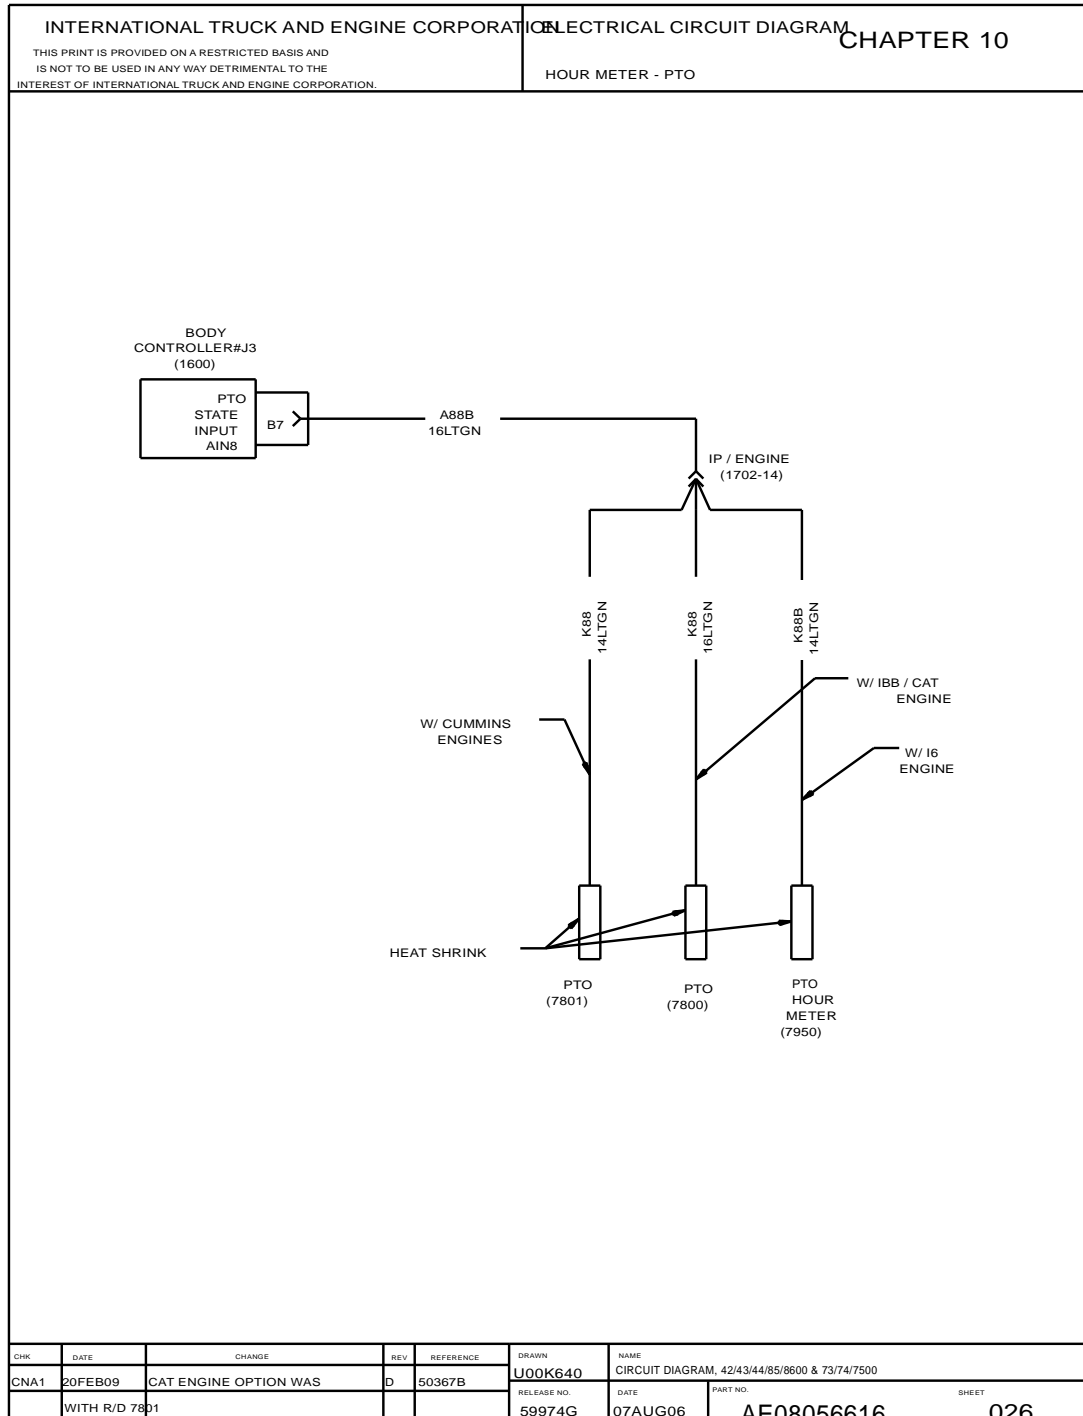 INTERNATIONAL TRUCK AND ENGINE CORPORATION
THIS PRINT IS PROVIDED ON A RESTRICTED BASIS AND
IS NOT TO BE USED IN ANY WAY DETRIMENTAL TO THE
INTEREST OF INTERNATIONAL TRUCK AND ENGINE CORPORATION.
ELECTRICAL CIRCUIT DIAGRAM
CHAPTER 10
HOUR METER - PTO
BODY
CONTROLLER#J3
(1600)
PTO
STATE
INPUT
AIN8
B7
A88B
16LTGN
IP / ENGINE
(1702-14)
K88
14LTGN
K88
16LTGN
K88B
14LTGN
W/ IBB / CAT
ENGINE
W/ CUMMINS
ENGINES
W/ I6
ENGINE
HEAT SHRINK
PTO
(7801)
PTO
(7800)
PTO
HOUR
METER
(7950)
CHK DATE CHANGE REV REFERENCE
CNA1 20FEB09 CAT ENGINE OPTION WAS D 50367B
WITH R/D 7801
DRAWN
U00K640
NAME
CIRCUIT DIAGRAM, 42/43/44/85/8600 & 73/74/7500
RELEASE NO.
59974G
DATE
07AUG06
PART NO.
AE08056616
SHEET
026